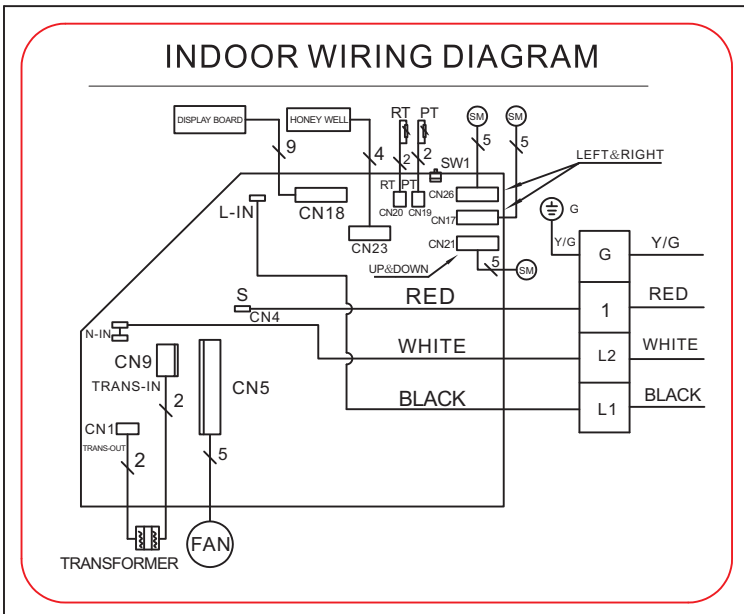 INDOOR WIRING DIAGRAM
DISPLAY BOARD
HONEY WELL
RT PT
SM
SM
9
4
2
2
5
5
SW1
LEFT&RIGHT
RT PT
CN20 CN19
CN26
CN17
CN21
L-IN
CN18
CN23
G
Y/G
G
Y/G
UP&DOWN
5
SM
S
CN4
RED
1
RED
N-IN
WHITE
L2
WHITE
CN9
TRANS-IN
2
CN5
BLACK
L1
BLACK
CN1
TRANS-OUT
2
5
FAN
TRANSFORMER